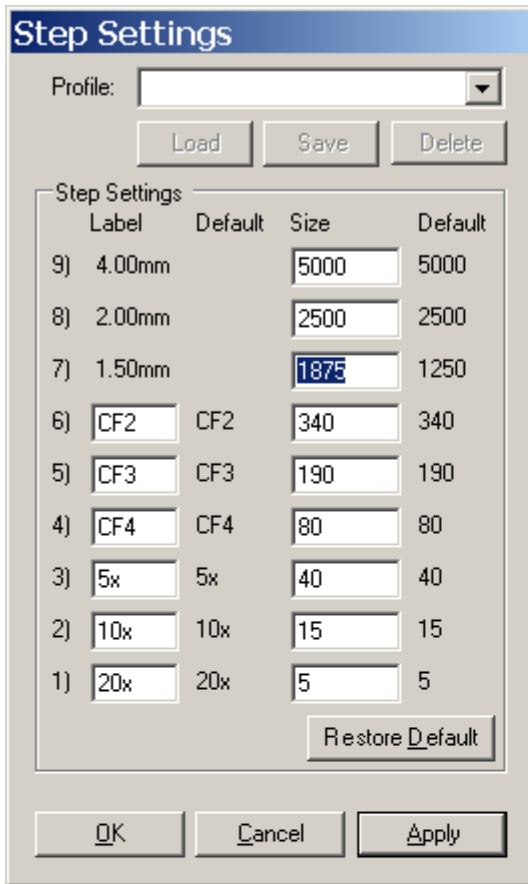 Step Settings
Profile:
Load Save Delete
Step Settings
Label Default Size Default
9) 4.00mm 5000 5000
8) 2.00mm 2500 2500
7) 1.50mm 1875 1250
6) CF2 CF2 340 340
5) CF3 CF3 190 190
4) CF4 CF4 80 80
3) 5x 5x 40 40
2) 10x 10x 15 15
1) 20x 20x 5 5
Restore Default
OK Cancel Apply